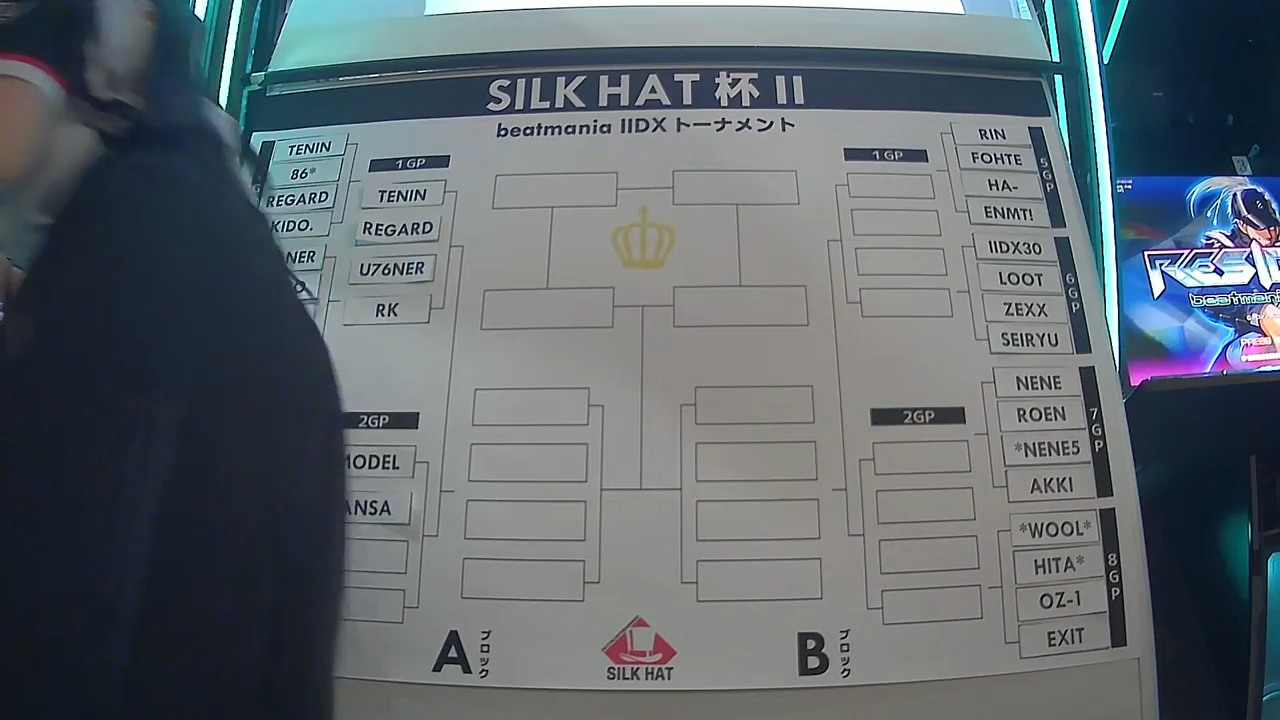 SILK HAT 杯 II
beatmania IIDX トーナメント
TENIN
86*
REGARD
KIDO.
NER
1GP
TENIN
REGARD
U76NER
RK
2GP
MODEL
ANSA
1GP
RIN
FOHTE
HA-
ENMT!
5GP
IIDX30
LOOT
ZEXX
SEIRYU
6GP
2GP
NENE
ROEN
*NENE5
AKKI
7GP
*WOOL*
HITA*
OZ-1
EXIT
8GP
A ブロック
SILK HAT
B ブロック
RESID
beatmani